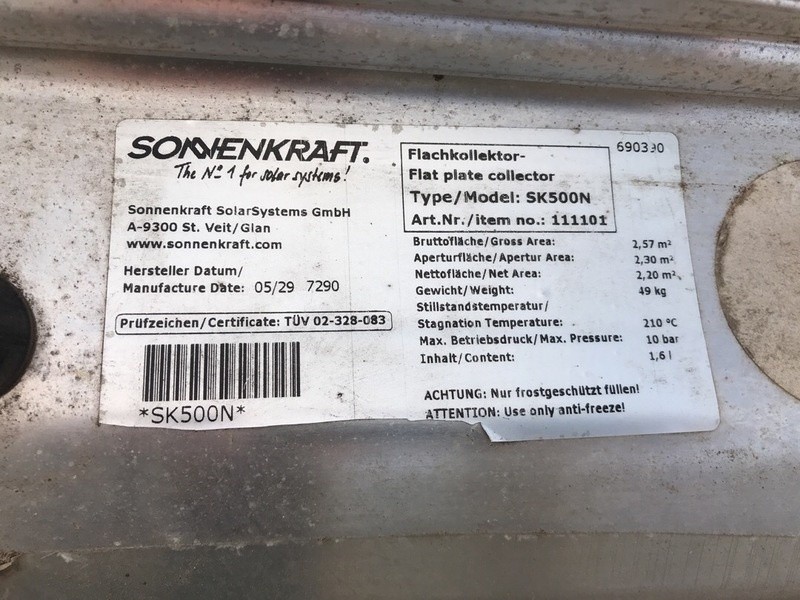 SONNENKRAFT.
The Nº 1 for solar systems!
Sonnenkraft SolarSystems GmbH
A-9300 St. Veit/Glan
www.sonnenkraft.com
Hersteller Datum/
Manufacture Date: 05/29 7290
Prüfzeichen/Certificate: TÜV 02-328-083
*SK500N*
Flachkollektor-
Flat plate collector
Type/Model: SK500N
Art.Nr./item no.: 111101
690390
Bruttofläche/Gross Area: 2,57 m²
Aperturfläche/Apertur Area: 2,30 m²
Nettofläche/Net Area: 2,20 m²
Gewicht/Weight: 49 kg
Stillstandstemperatur/
Stagnation Temperature: 210 °C
Max. Betriebsdruck/Max. Pressure: 10 bar
Inhalt/Content: 1,6 l
ACHTUNG: Nur frostgeschützt füllen!
ATTENTION: Use only anti-freeze!